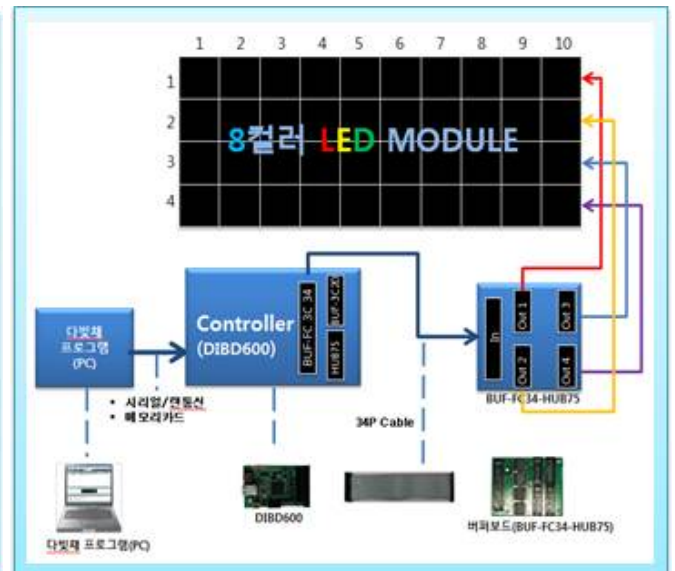 1 2 3 4 5 6 7 8 9 10
1
2
3
4
8컬러 LED MODULE
다빛채
프로그램
(PC)
Controller
(DIBD600)
BUF-FC 3C 34
BUF-3C20
HUB75
In
Out 1
Out 2
Out 3
Out 4
BUF-FC34-HUB75
• 시리얼/랜통신
• 메모리카드
34P Cable
다빛채 프로그램(PC)
DIBD600
버퍼보드(BUF-FC34-HUB75)